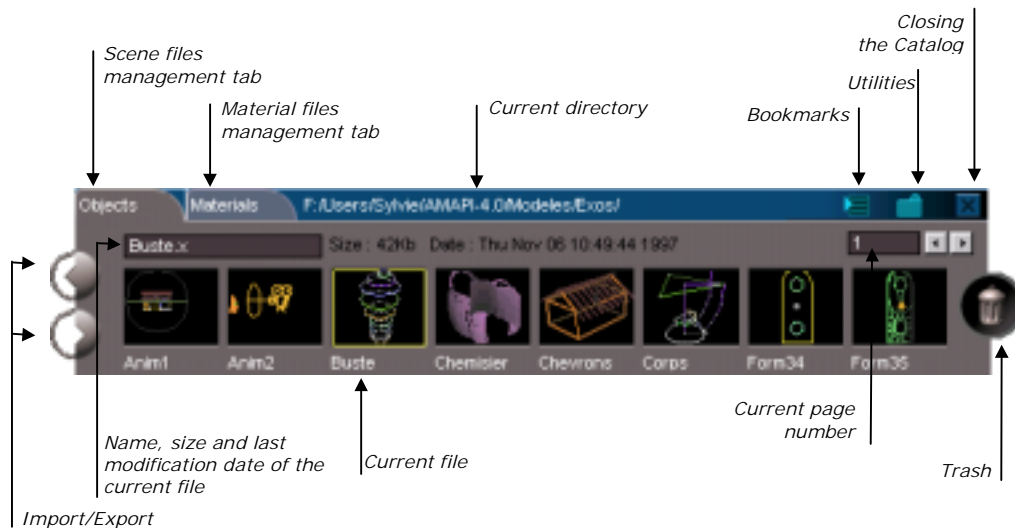 Closing
the Catalog
Scene files
management tab
Utilities
Material files
management tab
Current directory
Bookmarks
Objects
Materials
F:/Users/Sylvie/AMAPI-4.0/Modeles/Exos/
Buste.x
Size : 42Kb Date : Thu Nov 06 10:49:44 1997
1
Anim1
Anim2
Buste
Chemisier
Chevrons
Corps
Form34
Form35
Current page
number
Name, size and last
modification date of the
current file
Current file
Trash
Import/Export